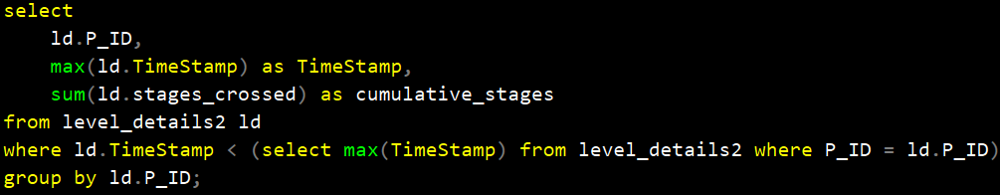 select
    ld.P_ID,
    max(ld.TimeStamp) as TimeStamp,
    sum(ld.stages_crossed) as cumulative_stages
from level_details2 ld
where ld.TimeStamp < (select max(TimeStamp) from level_details2 where P_ID = ld.P_ID)
group by ld.P_ID;